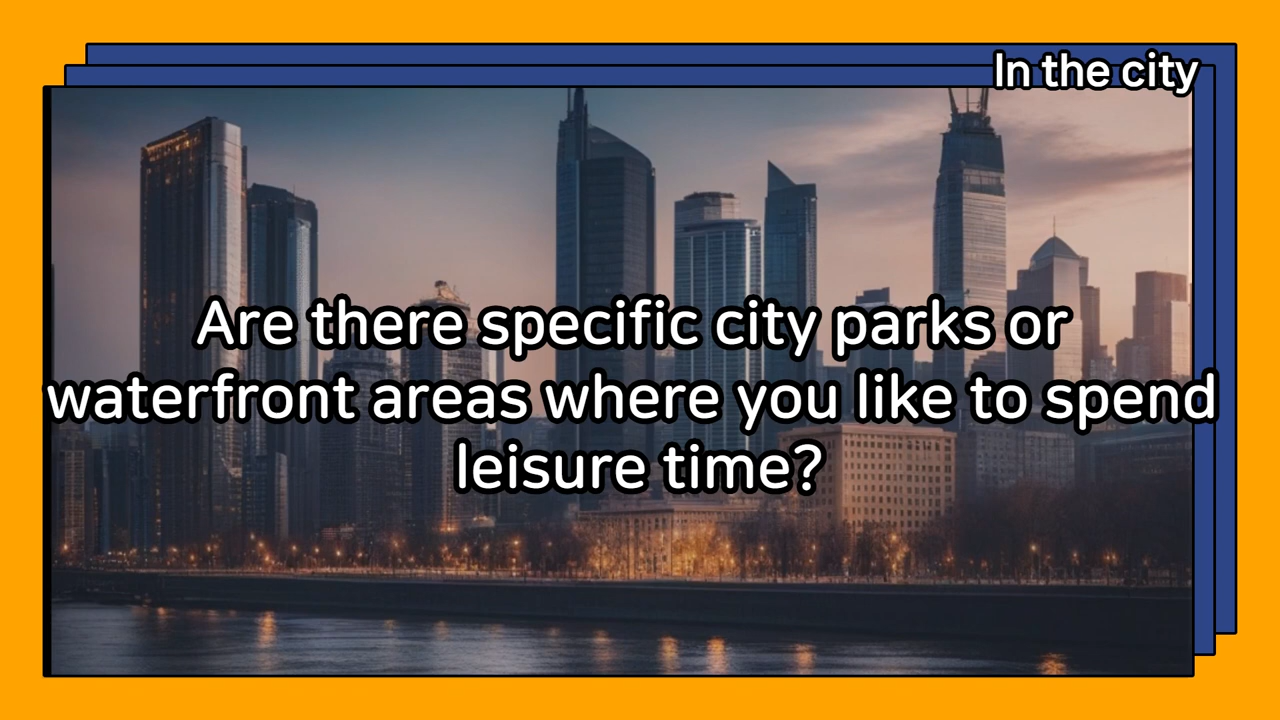 In the city
Are there specific city parks or
waterfront areas where you like to spend
leisure time?